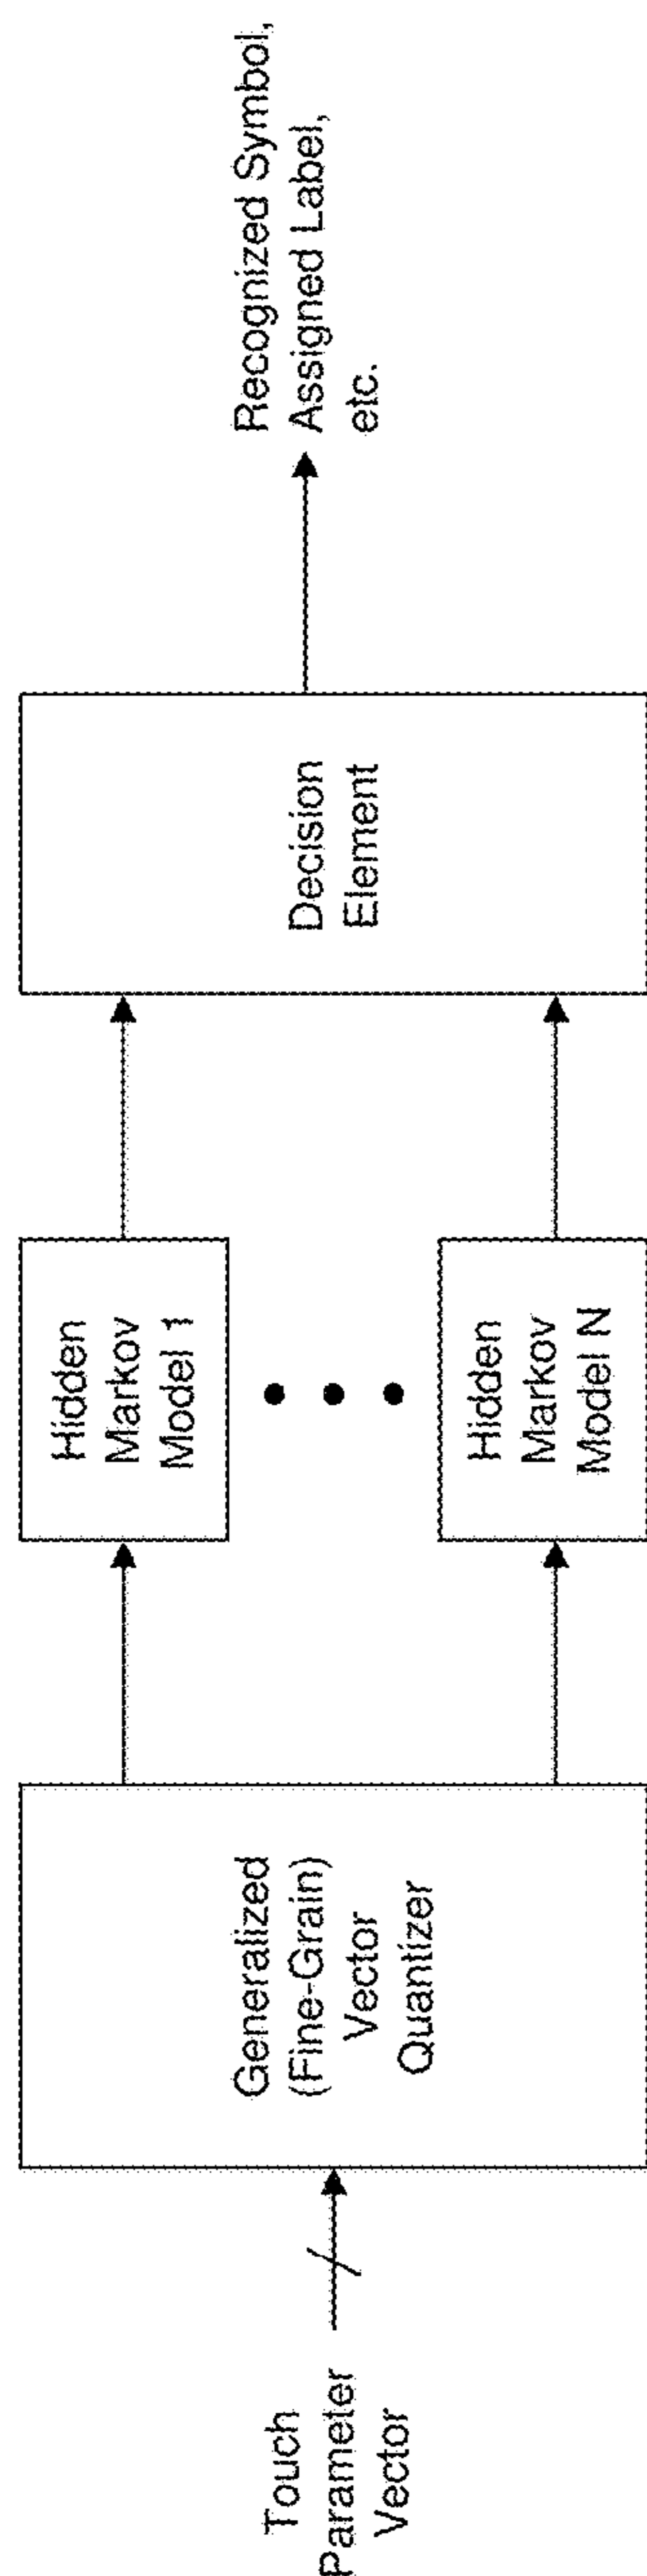 Touch
Parameter
Vector
Generalized
(Fine-Grain)
Vector
Quantizer
Hidden
Markov
Model 1
Hidden
Markov
Model N
Decision
Element
Recognized Symbol,
Assigned Label,
etc.